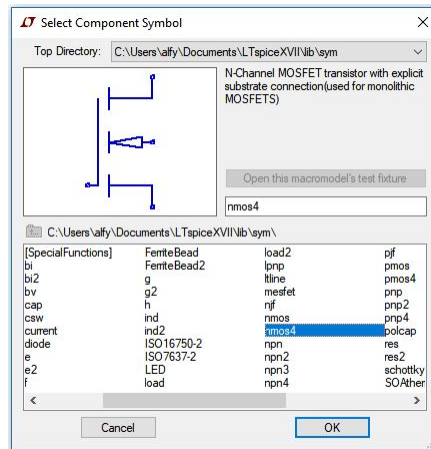 Select Component Symbol
Top Directory: C:\Users\alfy\Documents\LTspiceXVII\lib\sym
N-Channel MOSFET transistor with explicit
substrate connection(used for monolithic
MOSFETS)
Open this macromodel's test fixture
nmos4
C:\Users\alfy\Documents\LTspiceXVII\lib\sym\
[SpecialFunctions] FerriteBead load2 pjf
bi FerriteBead2 lpnp pmos
bi2 g ltline pmos4
bv g2 mesfet pnp
cap h njf pnp2
csw ind nmos pnp4
current ind2 nmos4 polcap
diode ISO16750-2 npn res
e ISO7637-2 npn2 res2
e2 LED npn3 schottky
f load npn4 SOAther
Cancel OK